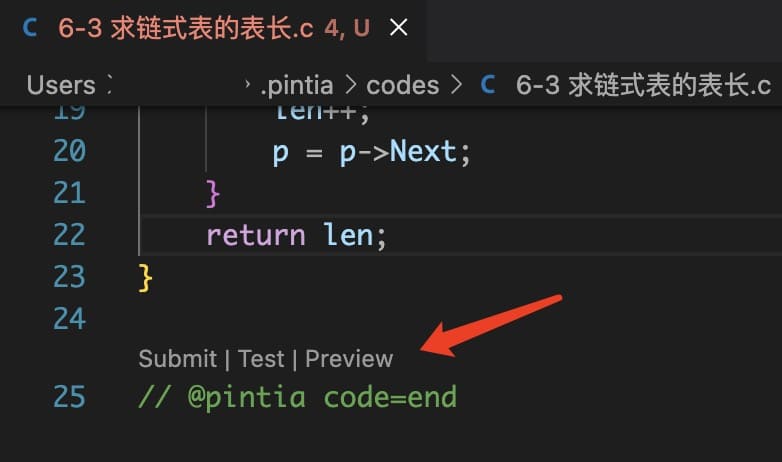 C 6-3 求链式表的表长.c 4, U ×
Users > > .pintia > codes > C 6-3 求链式表的表长.c
19 len++;
20 p = p->Next;
21 }
22 return len;
23 }
24
Submit | Test | Preview
25 // @pintia code=end